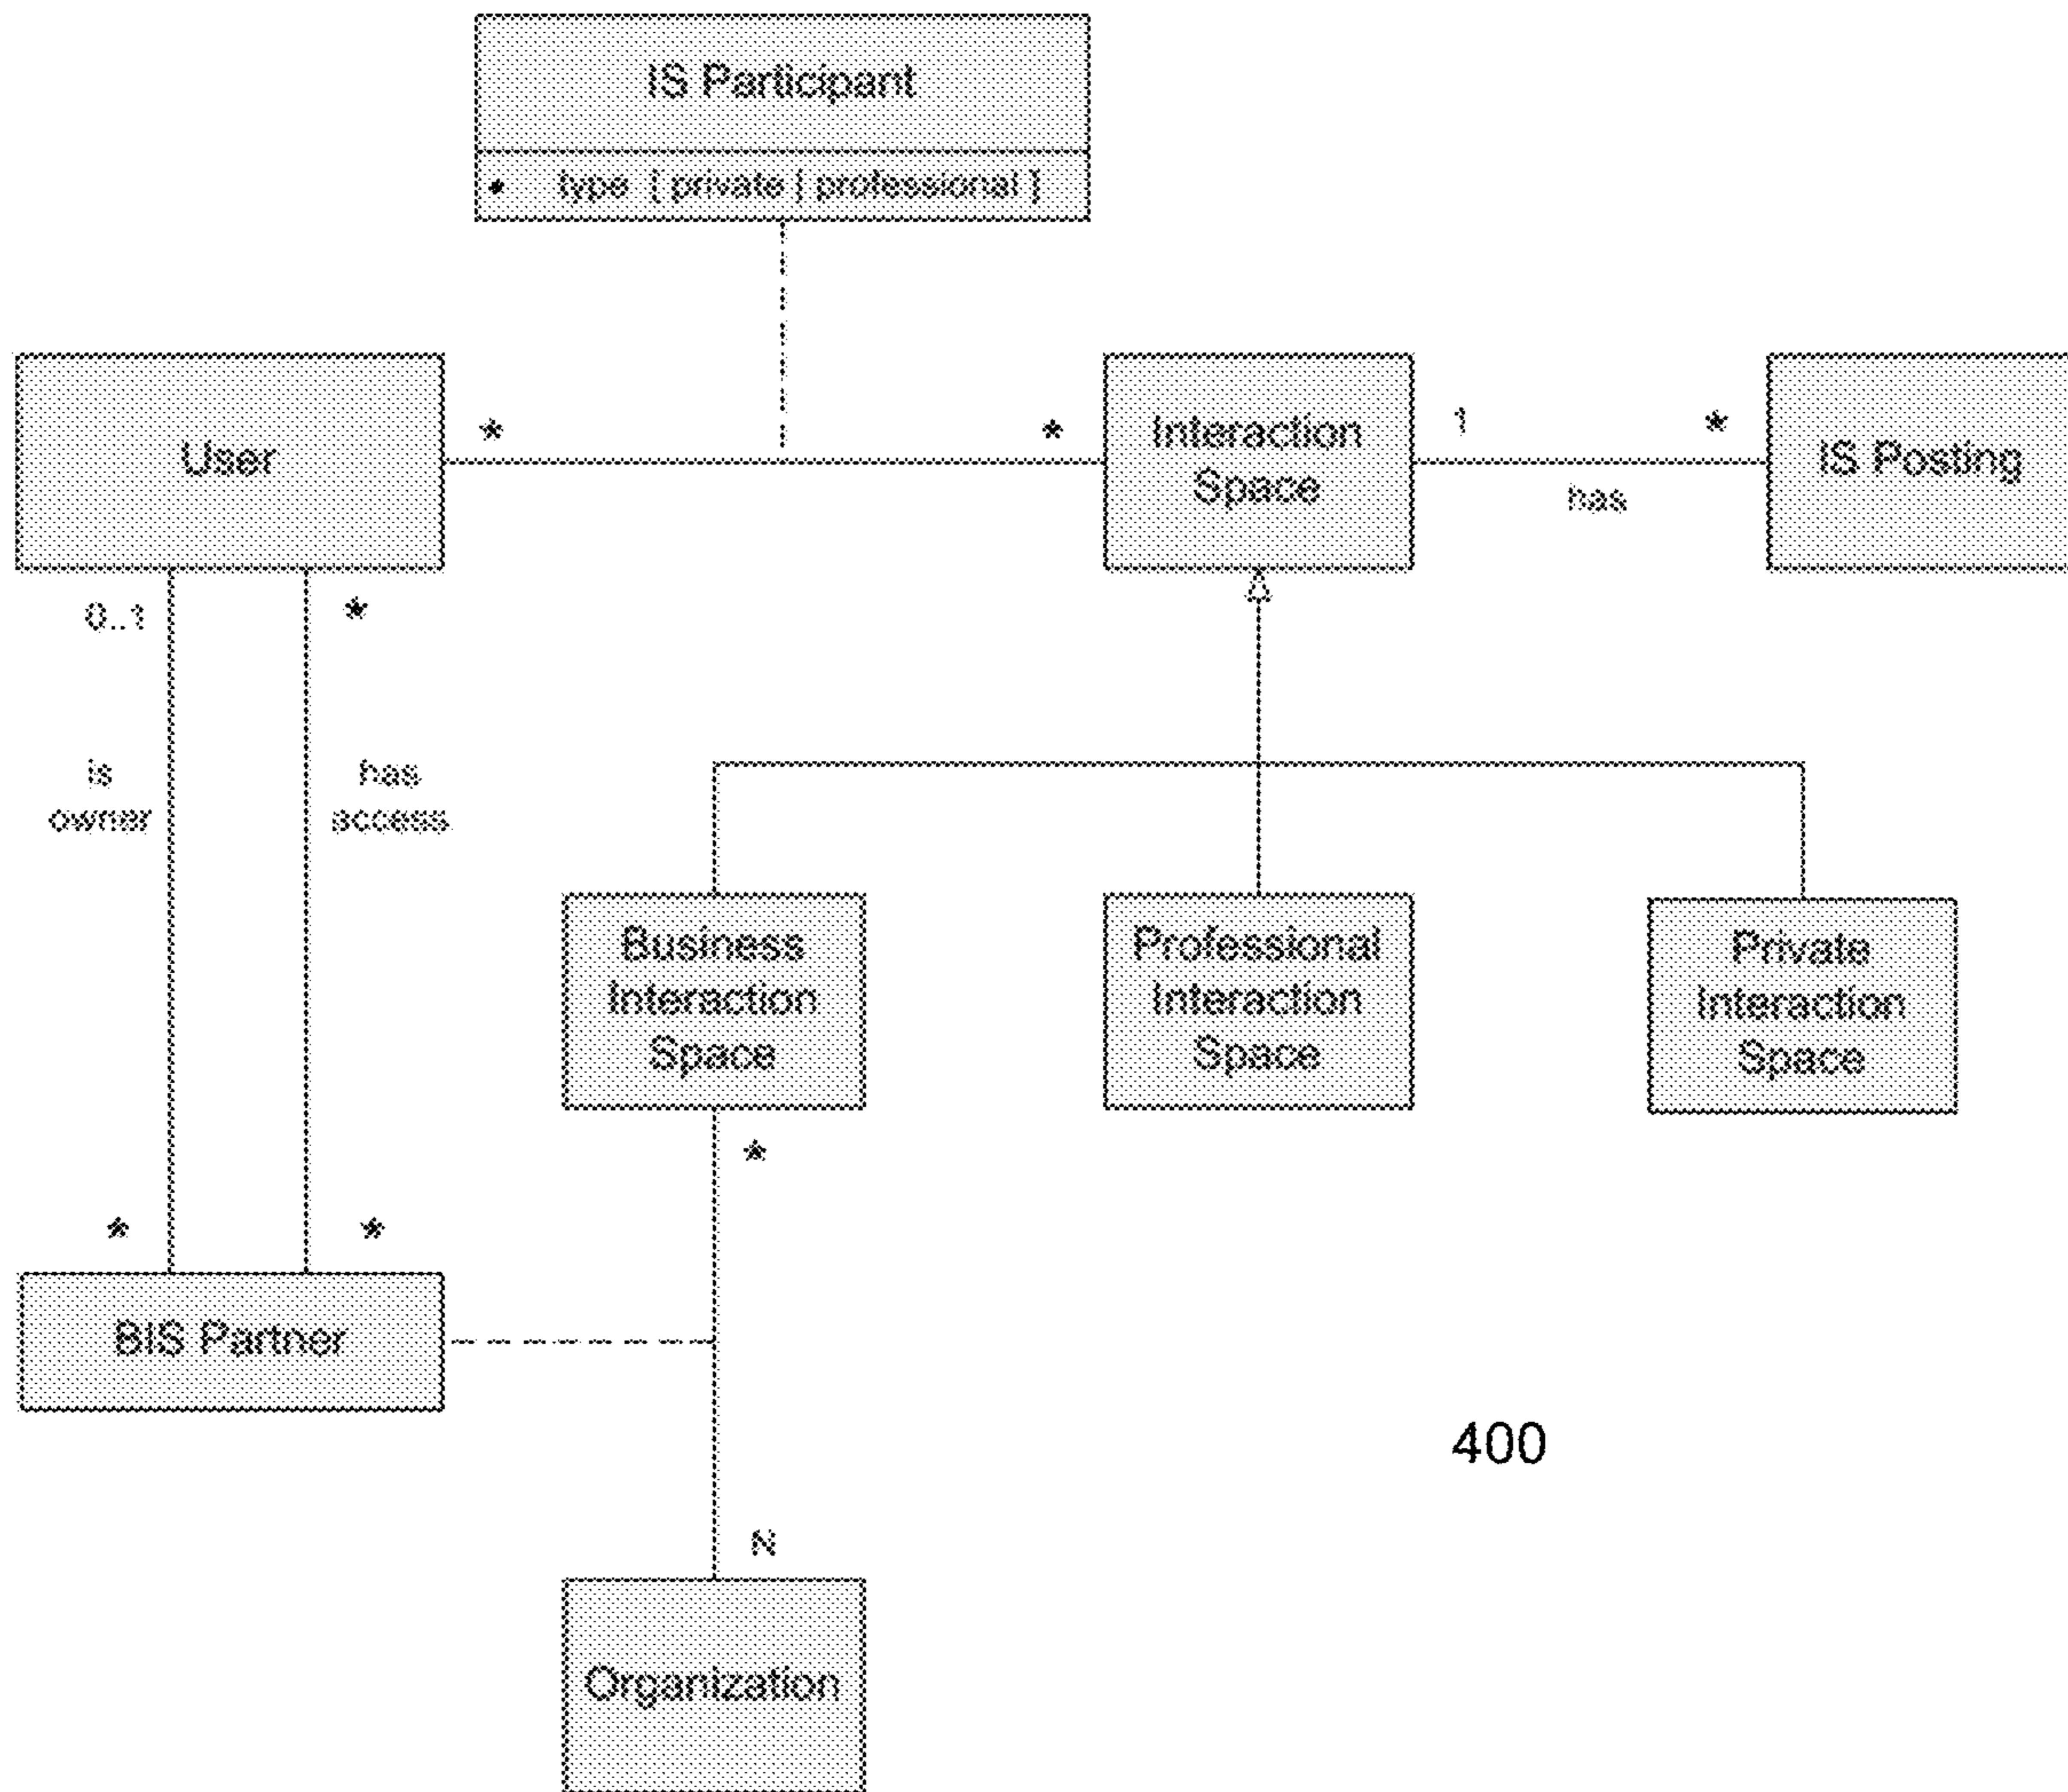 IS Participant
* type [ private | professional ]
User
*
*
Interaction
Space
1
*
has
IS Posting
0..1
*
is
owner
has
access
Business
Interaction
Space
Professional
Interaction
Space
Private
Interaction
Space
*
*
*
BIS Partner
400
N
Organization